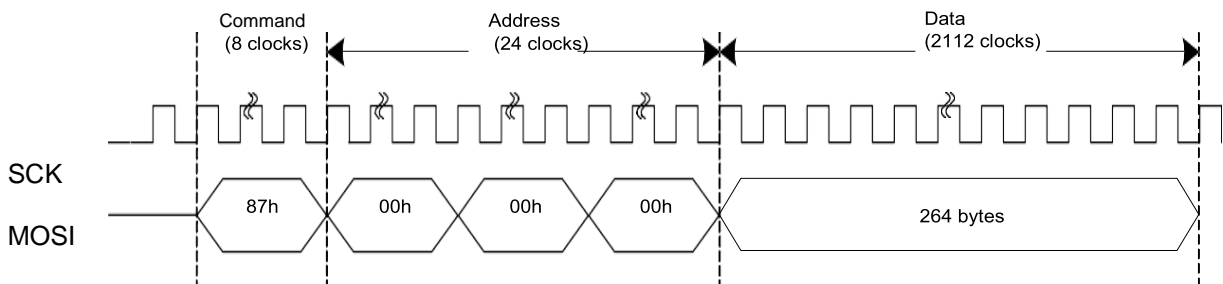 Command
(8 clocks)
Address
(24 clocks)
Data
(2112 clocks)
SCK
MOSI
87h
00h
00h
00h
264 bytes